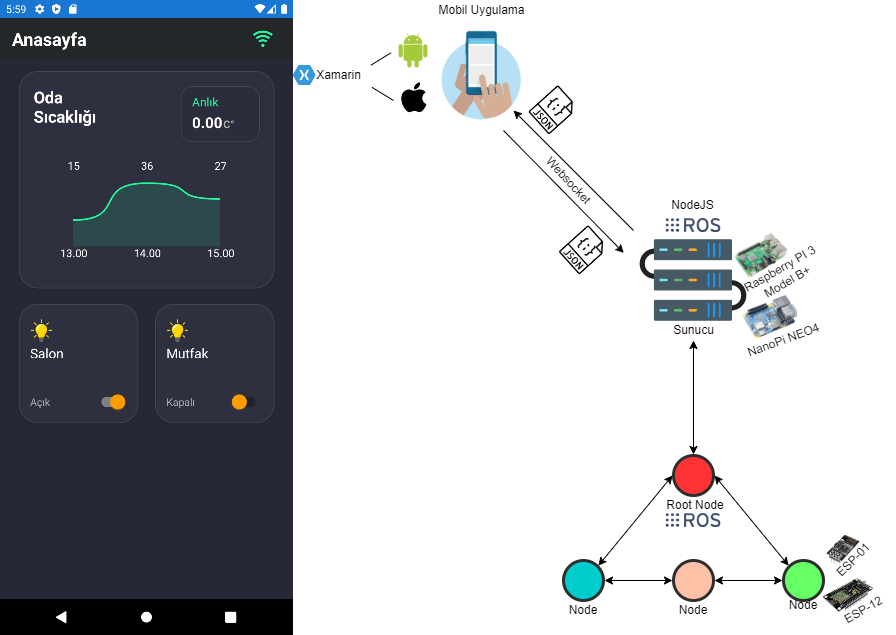 5:59
Anasayfa
Oda
Sıcaklığı
Anlık
0.00C°
15 36 27
13.00 14.00 15.00
Salon
Açık
Mutfak
Kapalı
Mobil Uygulama
Xamarin
JSON
Websocket
JSON
NodeJS
ROS
Raspberry PI 3
Model B+
NanoPi NEO4
Sunucu
Root Node
ROS
ESP-01
ESP-12
Node
Node
Node